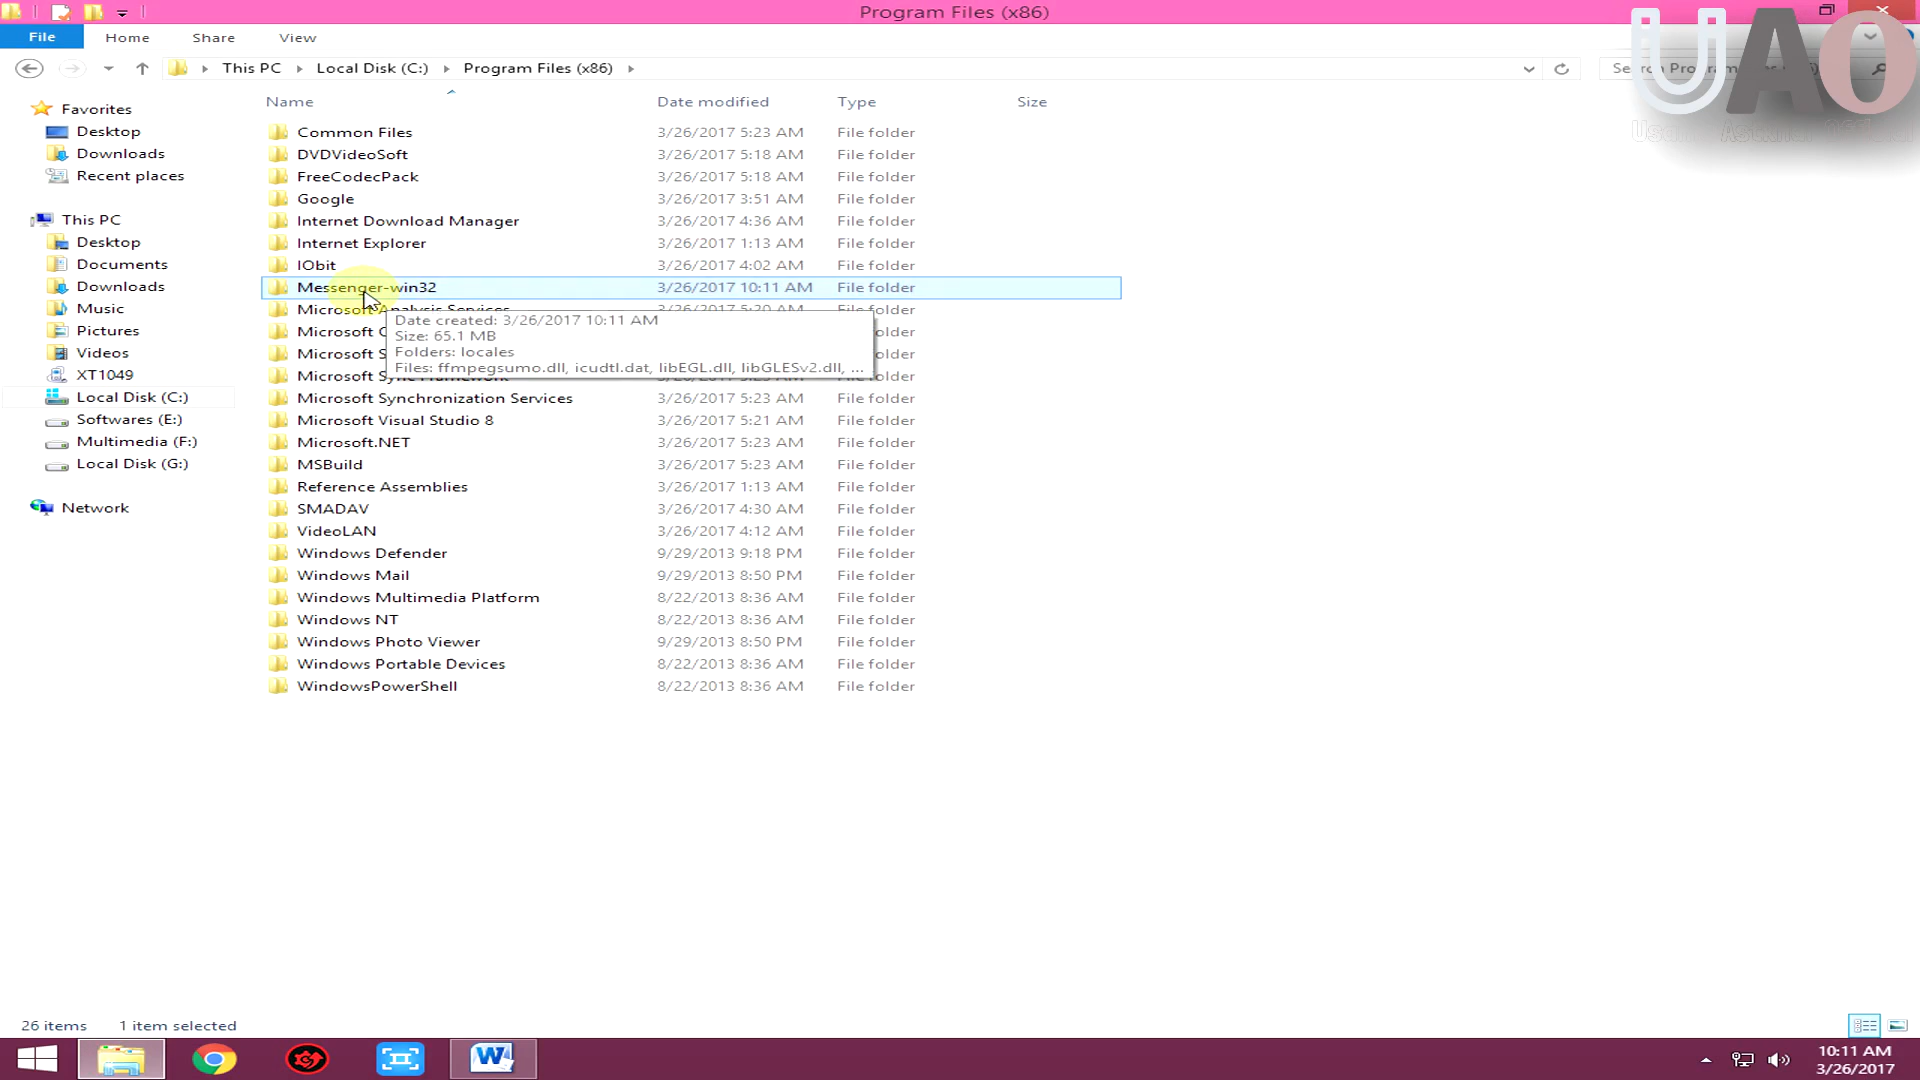 Program Files (x86)
File Home Share View
This PC Local Disk (C:) Program Files (x86)
UAO
Name Date modified Type Size
Favorites
Desktop
Downloads
Recent places
This PC
Desktop
Documents
Downloads
Music
Pictures
Videos
XT1049
Local Disk (C:)
Softwares (E:)
Multimedia (F:)
Local Disk (G:)
Network
Common Files 3/26/2017 5:23 AM File folder
DVDVideoSoft 3/26/2017 5:18 AM File folder
FreeCodecPack 3/26/2017 5:18 AM File folder
Google 3/26/2017 3:51 AM File folder
Internet Download Manager 3/26/2017 4:36 AM File folder
Internet Explorer 3/26/2017 1:13 AM File folder
IObit 3/26/2017 4:02 AM File folder
Messenger-win32 3/26/2017 10:11 AM File folder
Microsoft Analysis Services 3/26/2017 5:20 AM File folder
Date created: 3/26/2017 10:11 AM
Size: 65.1 MB
Folders: locales
Files: ffmpegsumo.dll, icudtl.dat, libEGL.dll, libGLESv2.dll, ...
Microsoft
Microsoft S
Microsoft Sync Framework 3/26/2017 5:23 AM File folder
Microsoft Synchronization Services 3/26/2017 5:23 AM File folder
Microsoft Visual Studio 8 3/26/2017 5:21 AM File folder
Microsoft.NET 3/26/2017 5:23 AM File folder
MSBuild 3/26/2017 5:23 AM File folder
Reference Assemblies 3/26/2017 1:13 AM File folder
SMADAV 3/26/2017 4:30 AM File folder
VideoLAN 3/26/2017 4:12 AM File folder
Windows Defender 9/29/2013 9:18 PM File folder
Windows Mail 9/29/2013 8:50 PM File folder
Windows Multimedia Platform 8/22/2013 8:36 AM File folder
Windows NT 8/22/2013 8:36 AM File folder
Windows Photo Viewer 9/29/2013 8:50 PM File folder
Windows Portable Devices 8/22/2013 8:36 AM File folder
WindowsPowerShell 8/22/2013 8:36 AM File folder
26 items 1 item selected
10:11 AM
3/26/2017